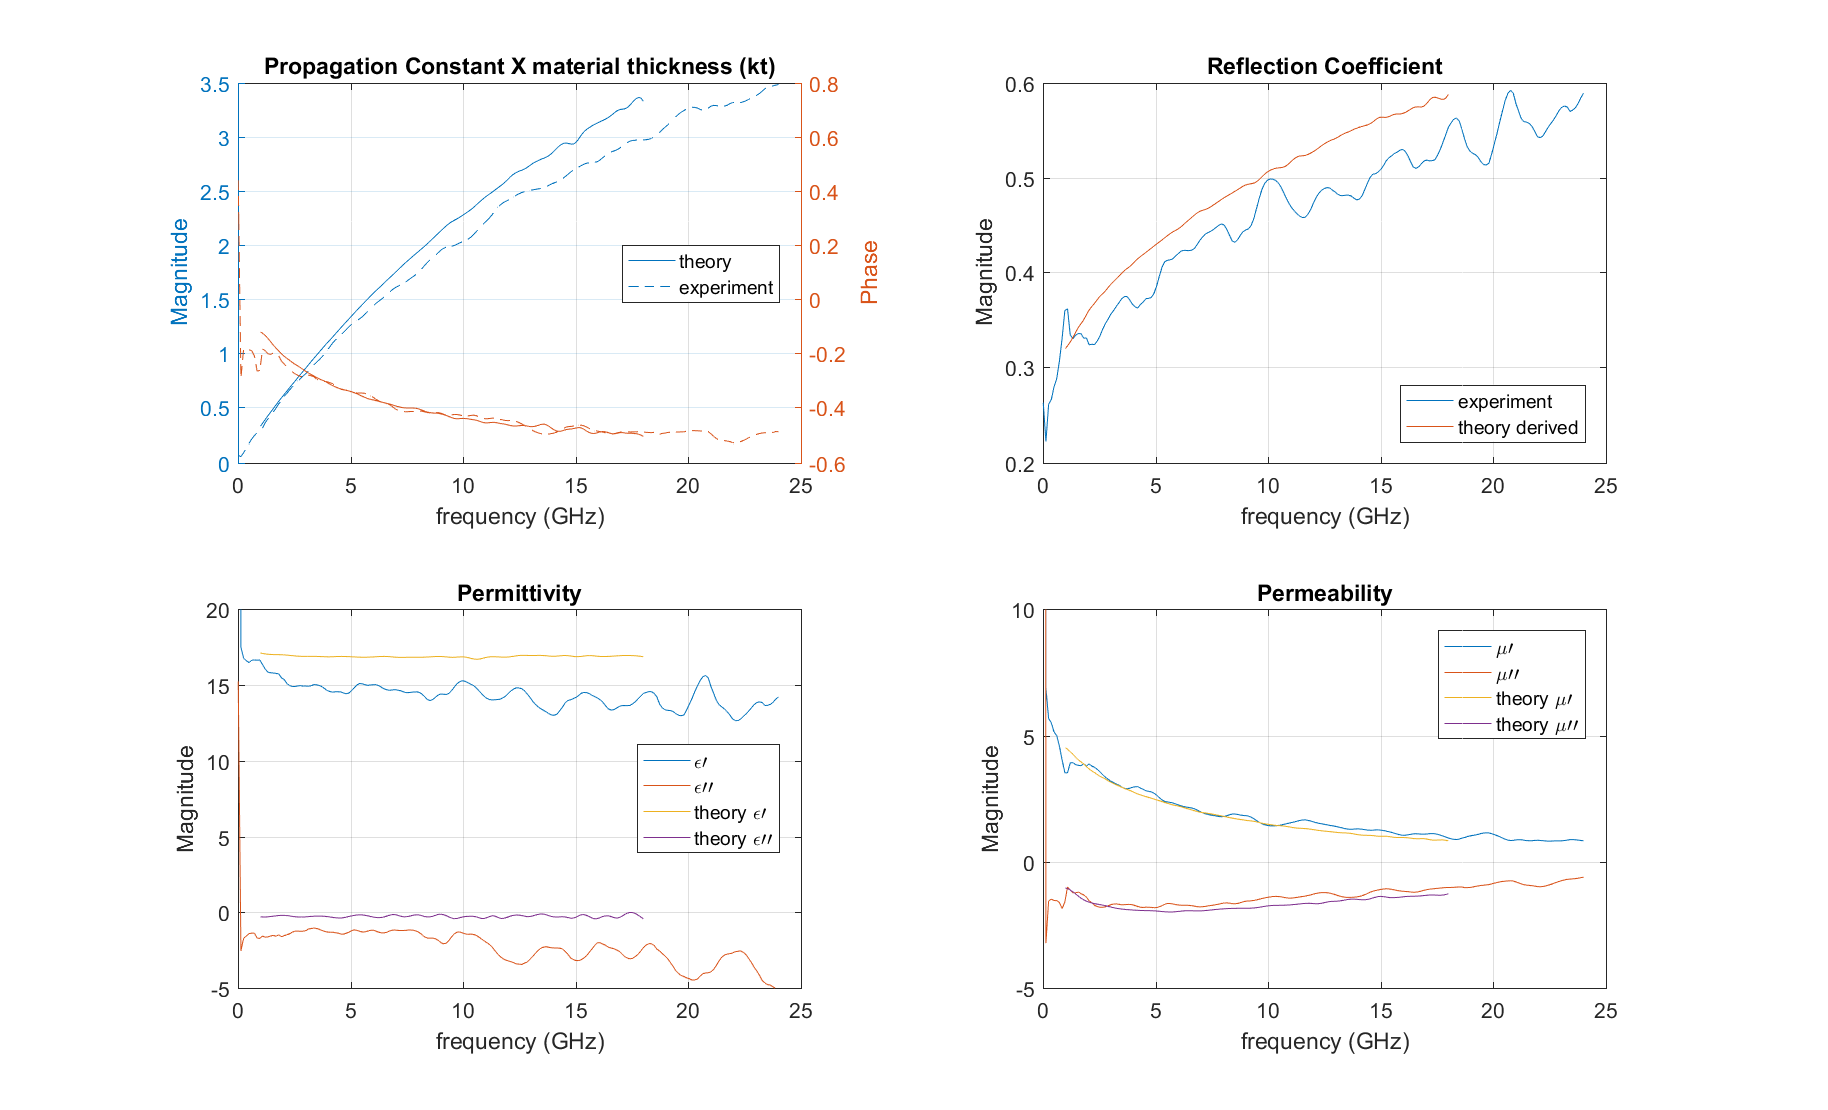 Propagation Constant X material thickness (kt)
3.5
3
2.5
2
1.5
1
0.5
0
Magnitude
0.8
0.6
0.4
0.2
0
-0.2
-0.4
-0.6
Phase
theory
experiment
0 5 10 15 20 25
frequency (GHz)
Reflection Coefficient
0.6
0.5
0.4
0.3
0.2
Magnitude
experiment
theory derived
0 5 10 15 20 25
frequency (GHz)
Permittivity
20
15
10
5
0
-5
Magnitude
ϵ′
ϵ′′
theory ϵ′
theory ϵ′′
0 5 10 15 20 25
frequency (GHz)
Permeability
10
5
0
-5
Magnitude
μ′
μ′′
theory μ′
theory μ′′
0 5 10 15 20 25
frequency (GHz)